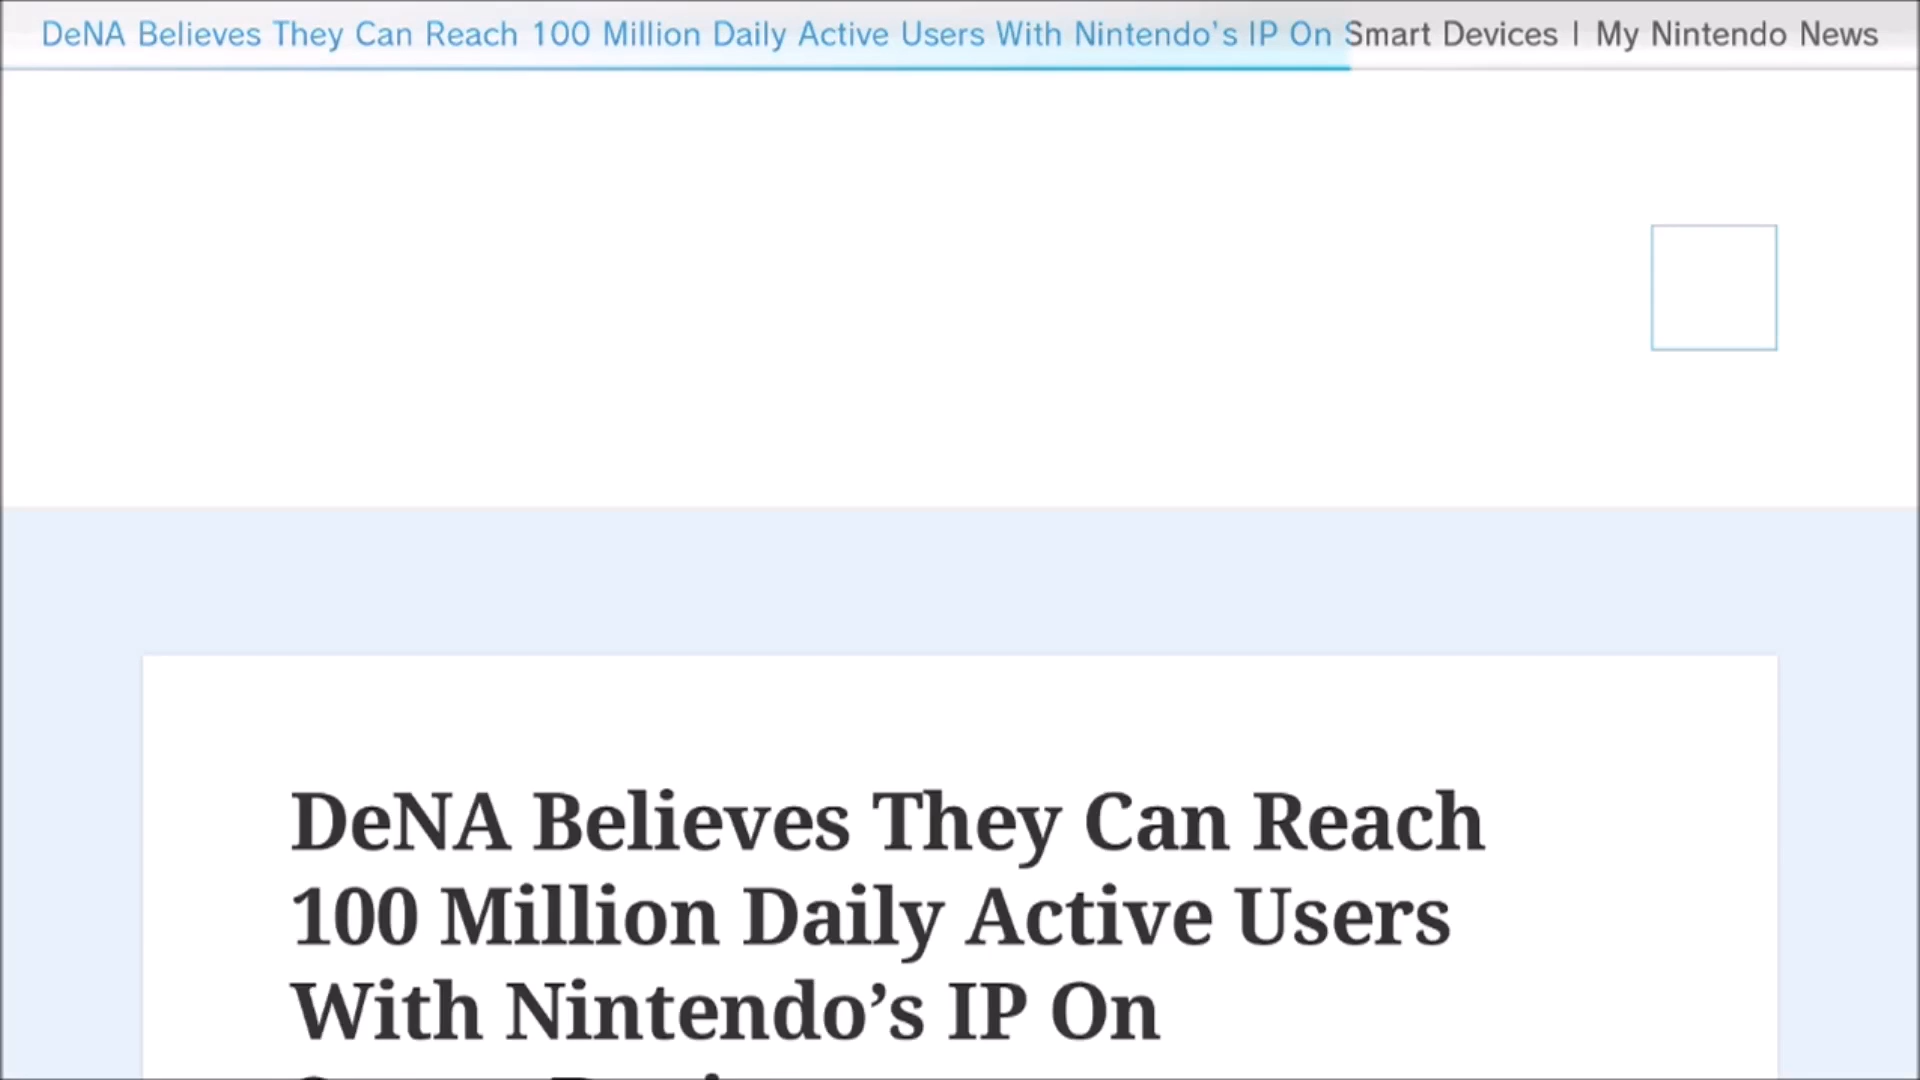 DeNA Believes They Can Reach 100 Million Daily Active Users With Nintendo's IP On Smart Devices | My Nintendo News
DeNA Believes They Can Reach
100 Million Daily Active Users
With Nintendo’s IP On